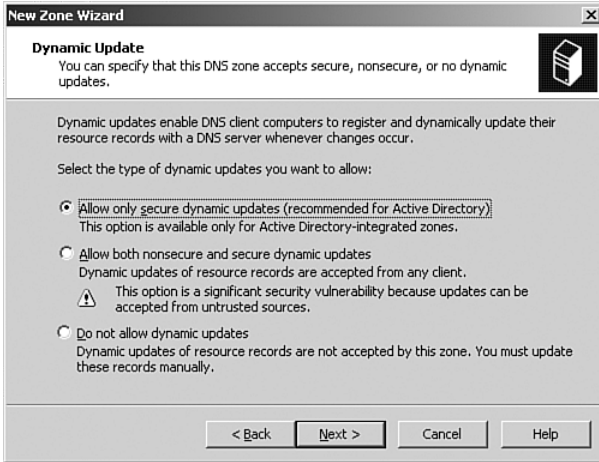 New Zone Wizard
Dynamic Update
You can specify that this DNS zone accepts secure, nonsecure, or no dynamic
updates.
Dynamic updates enable DNS client computers to register and dynamically update their
resource records with a DNS server whenever changes occur.
Select the type of dynamic updates you want to allow:
Allow only secure dynamic updates (recommended for Active Directory)
This option is available only for Active Directory-integrated zones.
Allow both nonsecure and secure dynamic updates
Dynamic updates of resource records are accepted from any client.
This option is a significant security vulnerability because updates can be
accepted from untrusted sources.
Do not allow dynamic updates
Dynamic updates of resource records are not accepted by this zone. You must update
these records manually.
< Back Next > Cancel Help